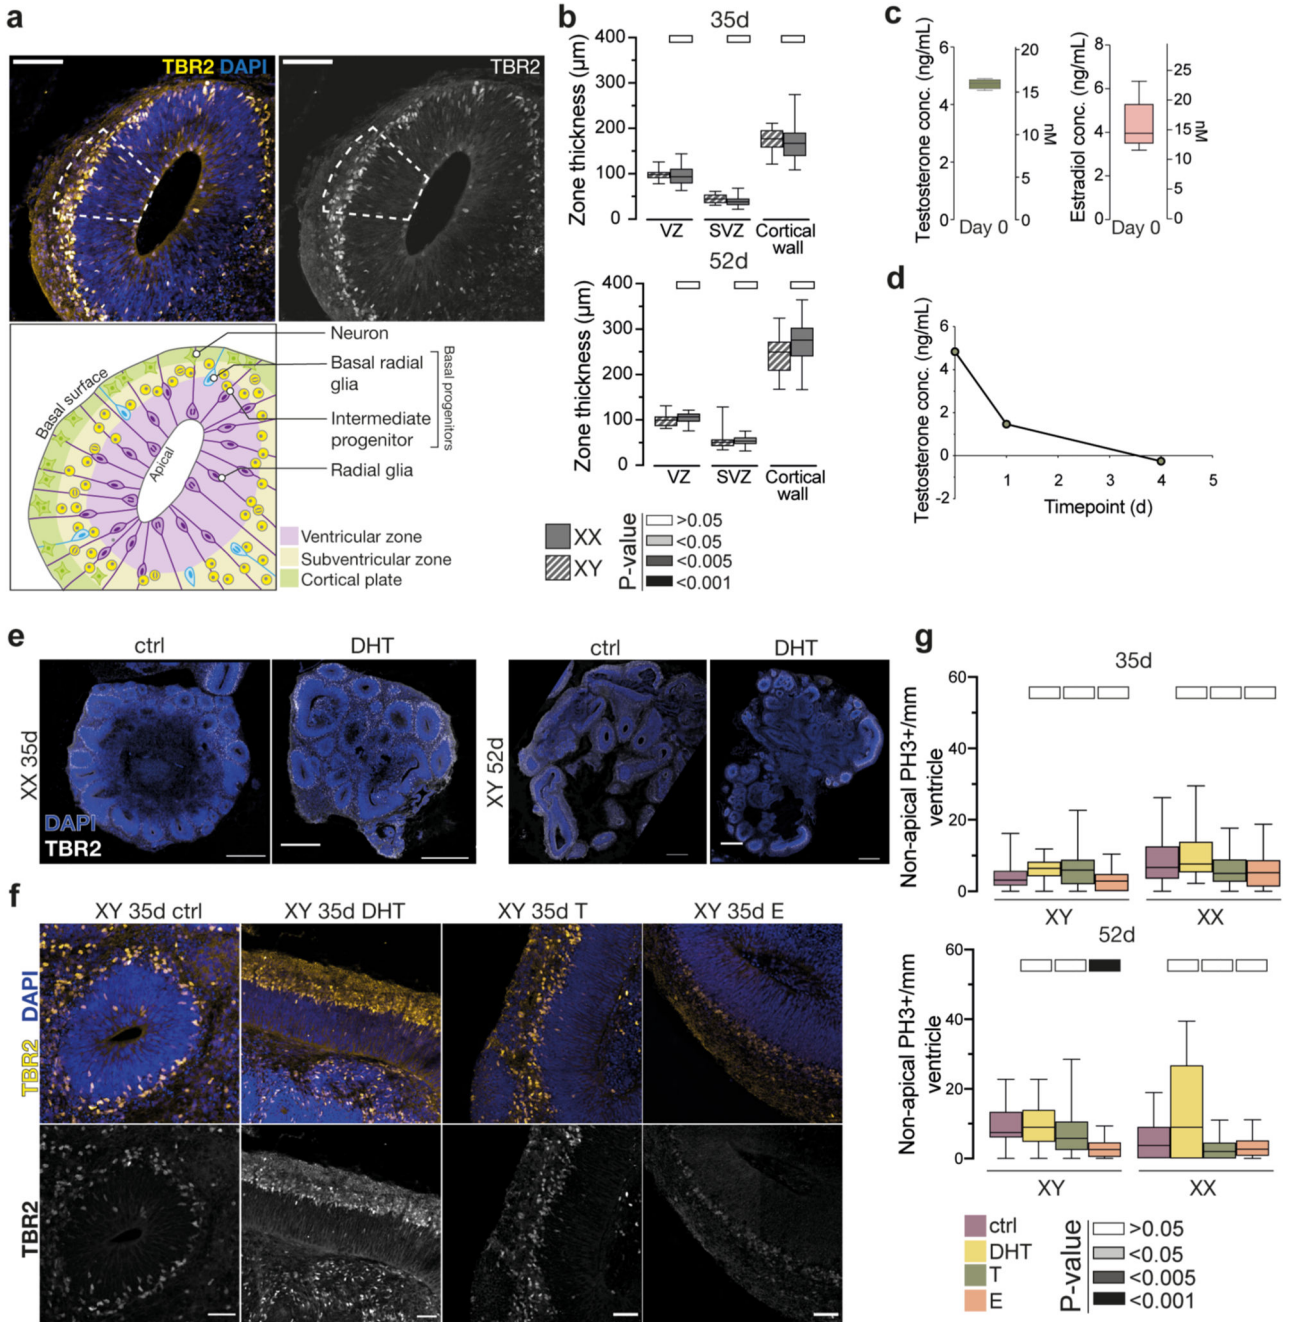 a
TBR2 DAPI
TBR2
Neuron
Basal radial
glia
Intermediate
progenitor
Basal progenitors
Radial glia
Basal surface
Apical
Ventricular zone
Subventricular zone
Cortical plate
b
35d
Zone thickness (µm)
400
300
200
100
0
VZ
SVZ
Cortical
wall
52d
Zone thickness (µm)
400
300
200
100
0
VZ
SVZ
Cortical
wall
XX
XY
P-value
>0.05
<0.05
<0.005
<0.001
c
Testosterone conc. (ng/mL)
6
4
2
0
Day 0
20
15
10
5
0
nM
Estradiol conc. (ng/mL)
8
6
4
2
0
Day 0
25
20
15
10
5
0
nM
d
Testosterone conc. (ng/mL)
6
4
2
0
-2
1
2
3
4
5
Timepoint (d)
e
ctrl
DHT
ctrl
DHT
XX 35d
XY 52d
DAPI
TBR2
f
XY 35d ctrl
XY 35d DHT
XY 35d T
XY 35d E
TBR2 DAPI
TBR2
g
35d
Non-apical PH3+/mm
ventricle
60
40
20
0
XY
XX
52d
Non-apical PH3+/mm
ventricle
60
40
20
0
XY
XX
ctrl
DHT
T
E
P-value
>0.05
<0.05
<0.005
<0.001